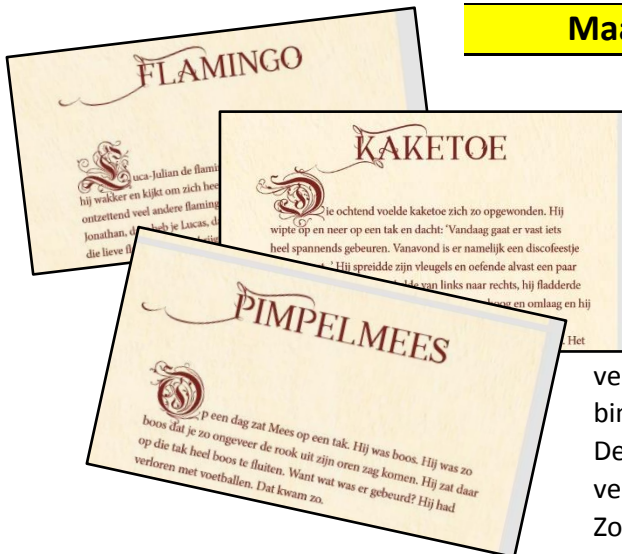 Maa
FLAMINGO
Luca-Julian de flami
hij wakker en kijkt om zich hee
ontzettend veel andere flaming
Jonathan, je Lucas, d
die lieve
KAKETOE
Die ochtend voelde kaketoe zich zo opgewonden. Hij
wipte op en neer op een tak en dacht: 'Vandaag gaat er vast iets
heel spannends gebeuren. Vanavond is er namelijk een discofeestje
.' Hij spreidde zijn vleugels en oefende alvast een paar
van links naar rechts, hij fladderde
en omlaag en hij
. Het
PIMPELMEES
Op een dag zat Mees op een tak. Hij was boos. Hij was zo
boos dat je zo ongeveer de rook uit zijn oren zag komen. Hij zat daar
op die tak heel boos te fluiten. Want wat was er gebeurd? Hij had
verloren met voetballen. Dat kwam zo.
ve
bin
De
ve
Zo